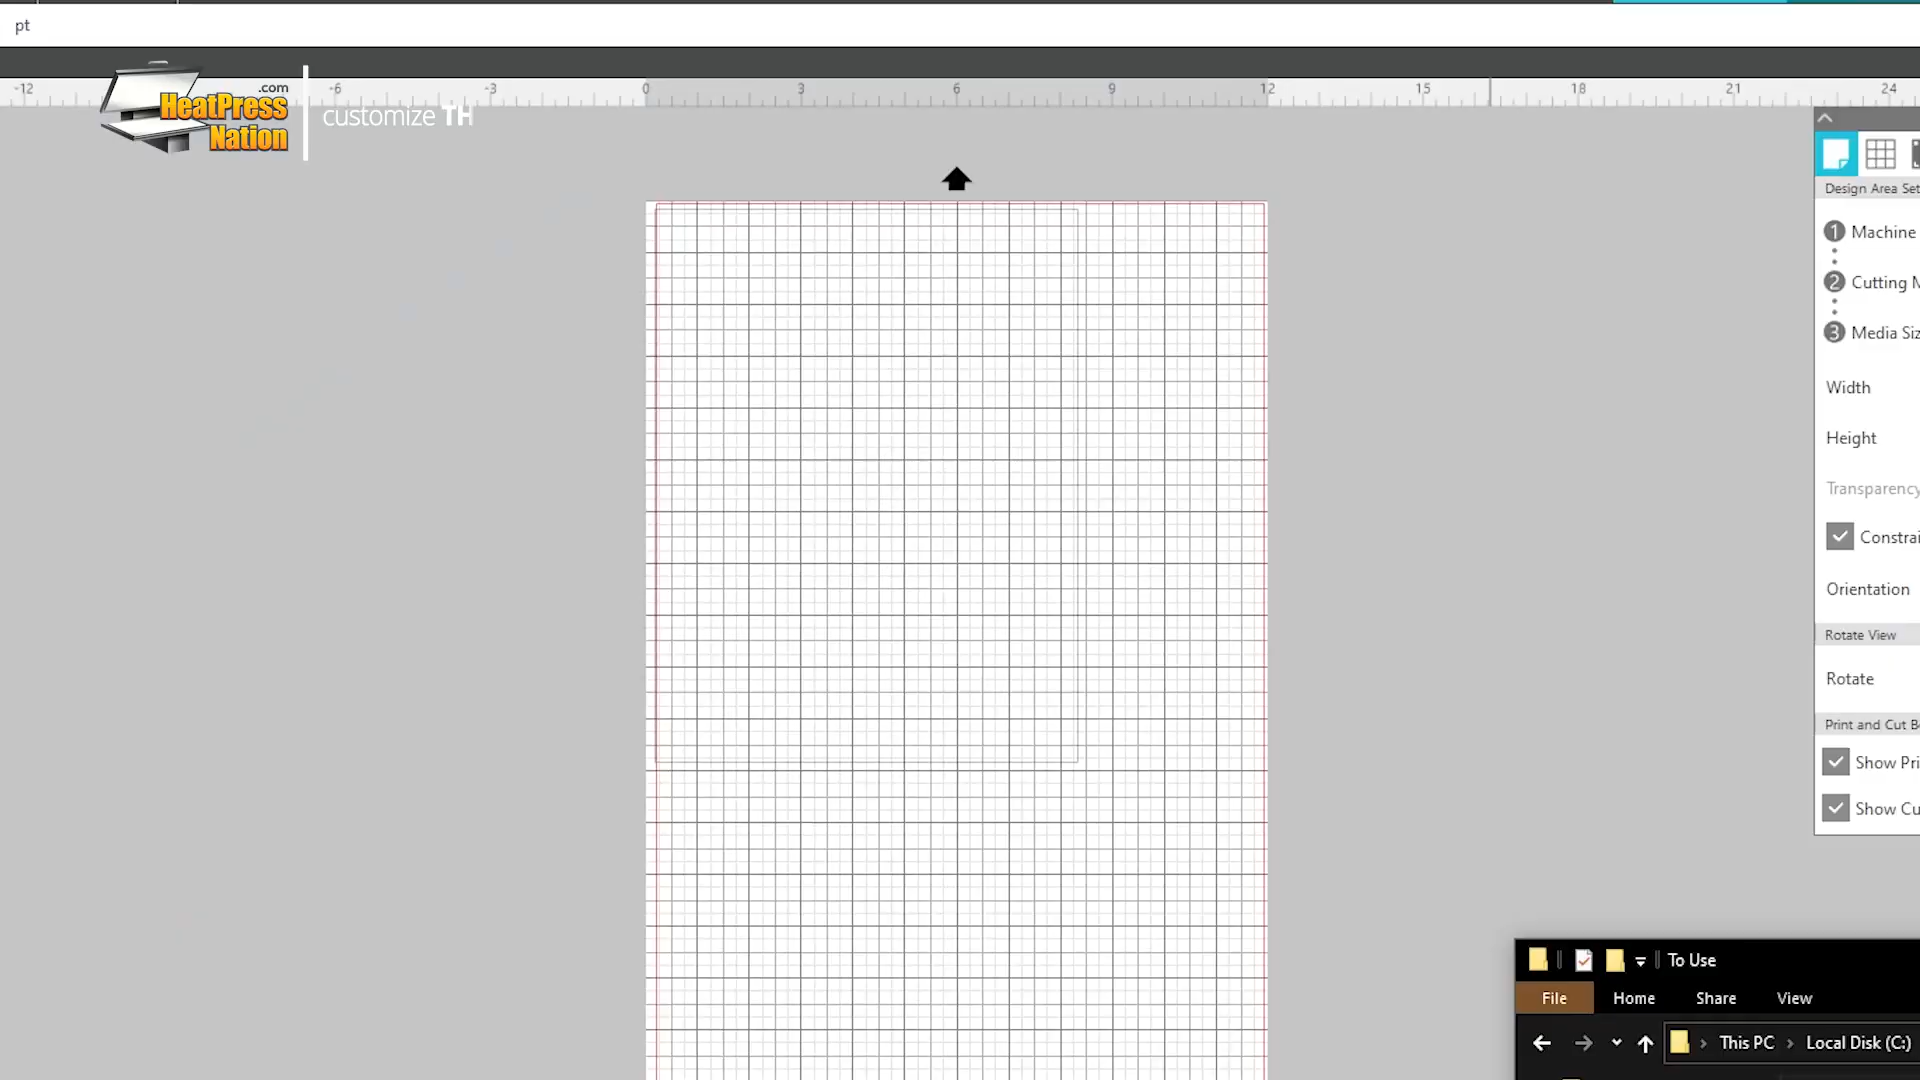 pt
-12 -6 -3 0 3 6 9 12 15 18 21 24
.com
HeatPress
Nation
customize TH
Design Area Set
1 Machine
2 Cutting M
3 Media Siz
Width
Height
Transparency
Constrai
Orientation
Rotate View
Rotate
Print and Cut B
Show Pri
Show Cu
To Use
File Home Share View
This PC Local Disk (C:)